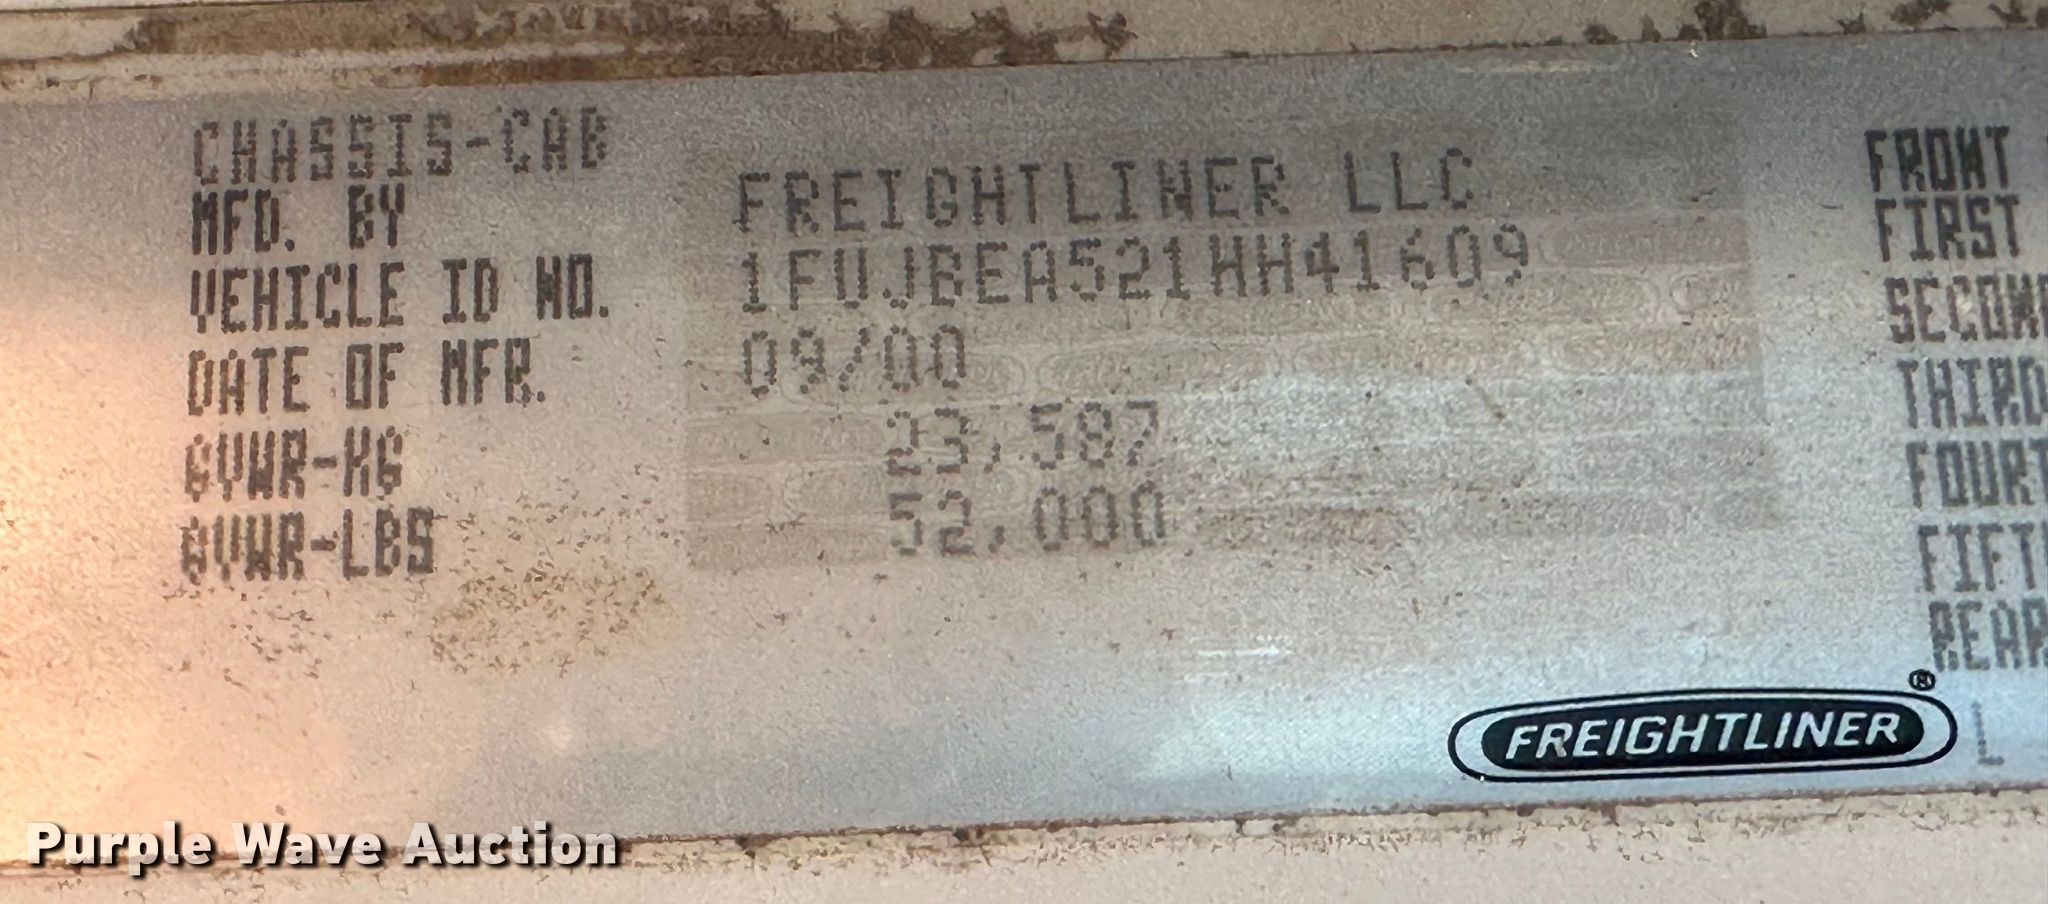 CHASSIS-CAB
MFD. BY FREIGHTLINER LLC
VEHICLE ID NO. 1FUJBEA521HH41609
DATE OF MFR. 09/00
GVWR-KG 23,587
GVWR-LBS 52,000
FRONT
FIRST
SECON
THIRD
FOURT
FIFT
REAR
FREIGHTLINER®
L
Purple Wave Auction